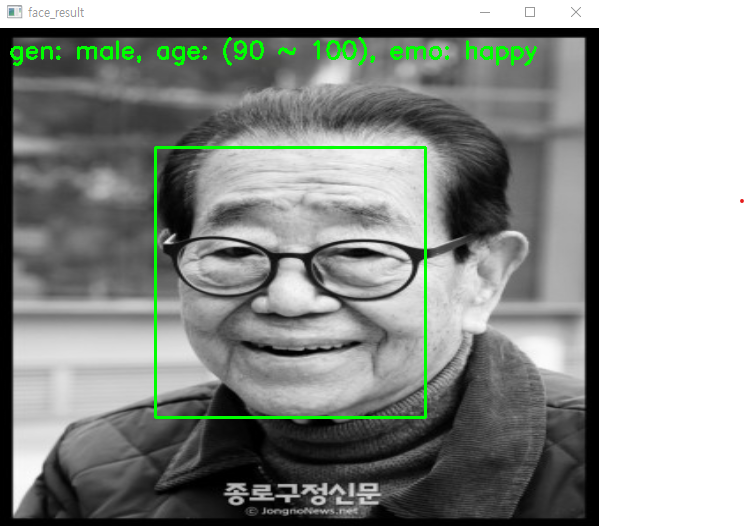 face_result
gen: male, age: (90 ~ 100), emo: happy
종로구정신문
© JongnoNews.net